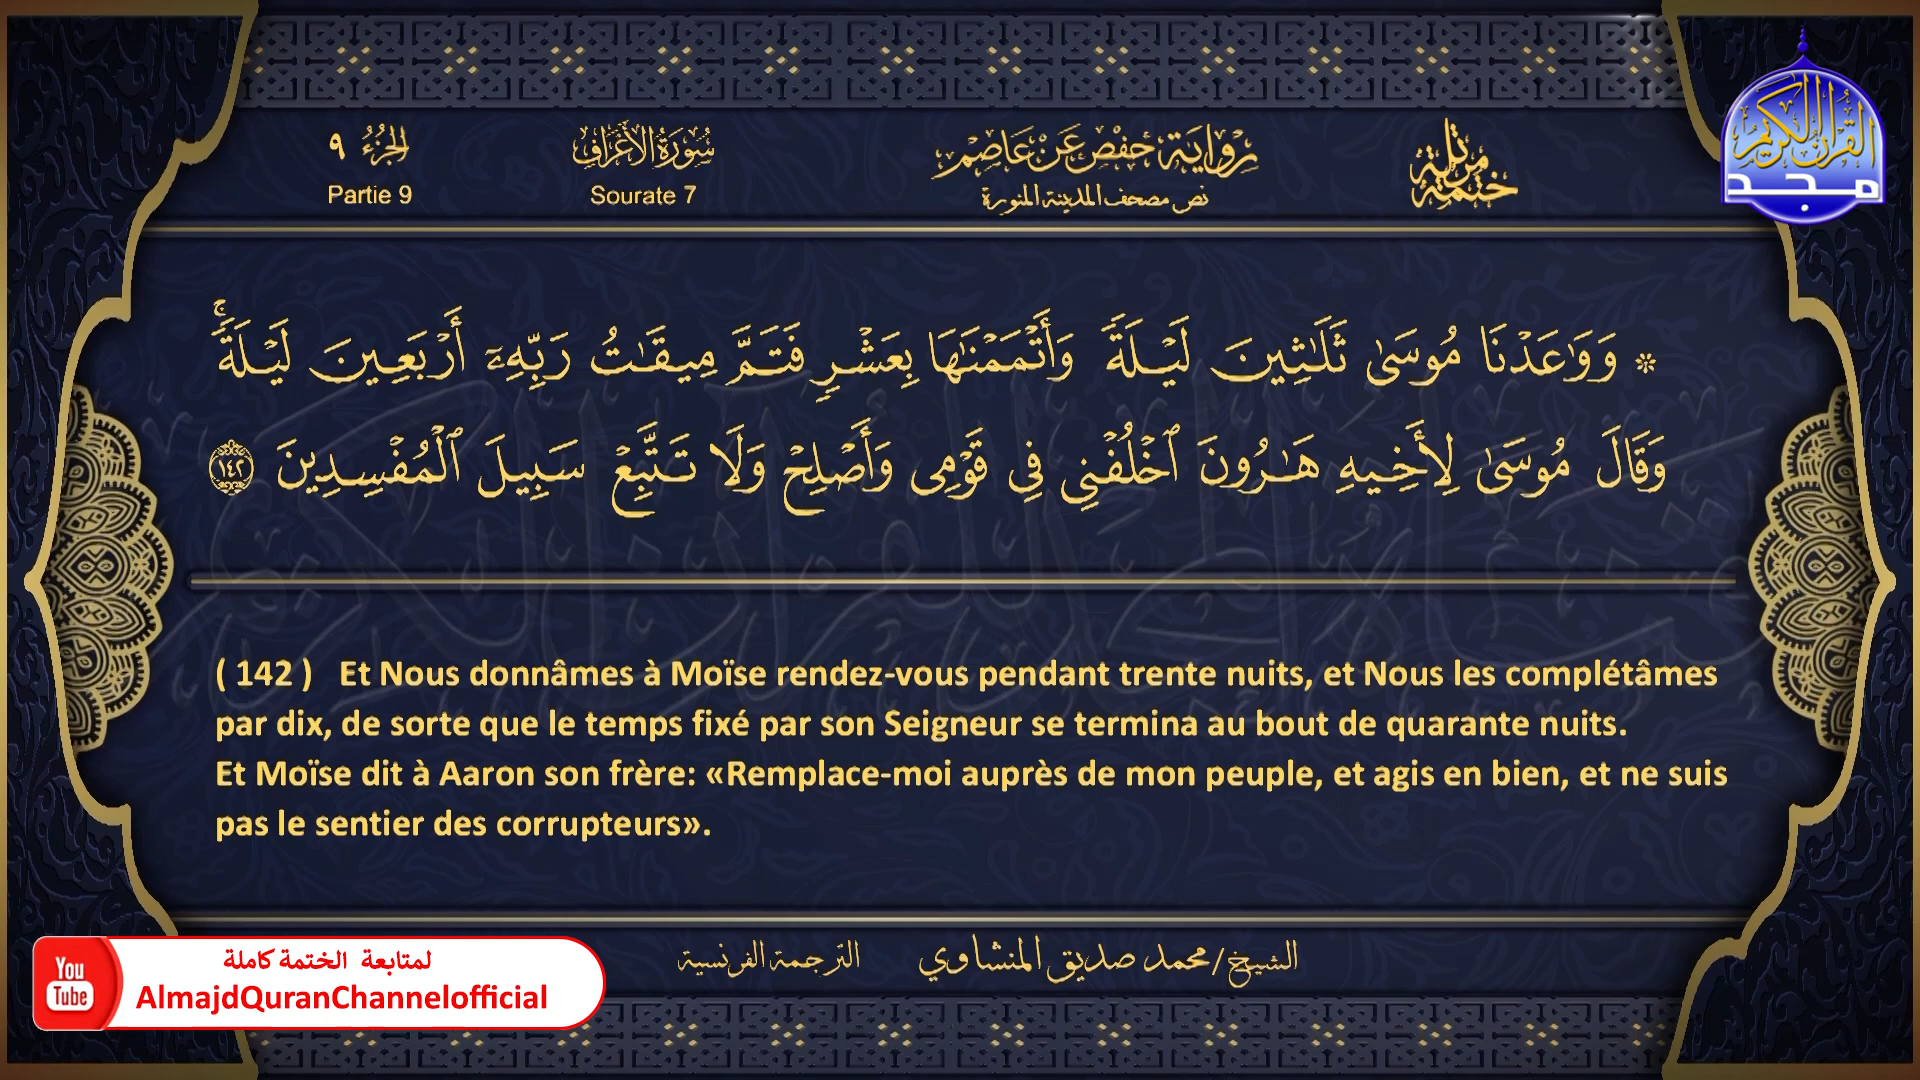 الجزء ٩
Partie 9
سورة الأعراف
Sourate 7
رواية حفص عن عاصم
نص مصحف المدينة المنورة
ختمة مرتلة
القرآن الكريم
مجد
۞ وَوَٰعَدْنَا مُوسَىٰ ثَلَٰثِينَ لَيْلَةً وَأَتْمَمْنَٰهَا بِعَشْرٍ فَتَمَّ مِيقَٰتُ رَبِّهِۦٓ أَرْبَعِينَ لَيْلَةً ۚ
وَقَالَ مُوسَىٰ لِأَخِيهِ هَٰرُونَ ٱخْلُفْنِى فِى قَوْمِى وَأَصْلِحْ وَلَا تَتَّبِعْ سَبِيلَ ٱلْمُفْسِدِينَ ١٤٢
( 142 ) Et Nous donnâmes à Moïse rendez-vous pendant trente nuits, et Nous les complétâmes
par dix, de sorte que le temps fixé par son Seigneur se termina au bout de quarante nuits.
Et Moïse dit à Aaron son frère: «Remplace-moi auprès de mon peuple, et agis en bien, et ne suis
pas le sentier des corrupteurs».
الشيخ/محمد صديق المنشاوي
الترجمة الفرنسية
You
Tube
لمتابعة الختمة كاملة
AlmajdQuranChannelofficial